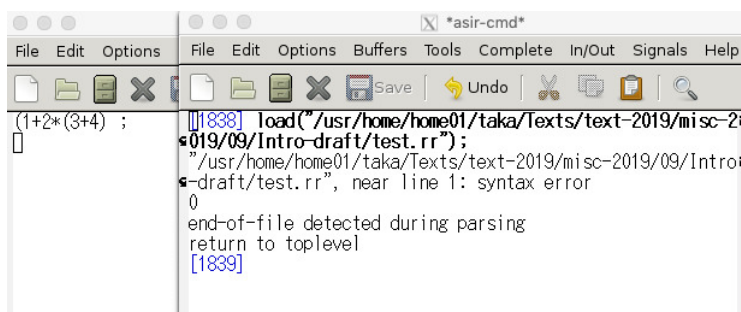 File Edit Options
(1+2*(3+4) ;
*asir-cmd*
File Edit Options Buffers Tools Complete In/Out Signals Help
Save Undo
[1838] load("/usr/home/home01/taka/Texts/text-2019/misc-2
019/09/Intro-draft/test.rr");
"/usr/home/home01/taka/Texts/text-2019/misc-2019/09/Intro
-draft/test.rr", near line 1: syntax error
0
end-of-file detected during parsing
return to toplevel
[1839]